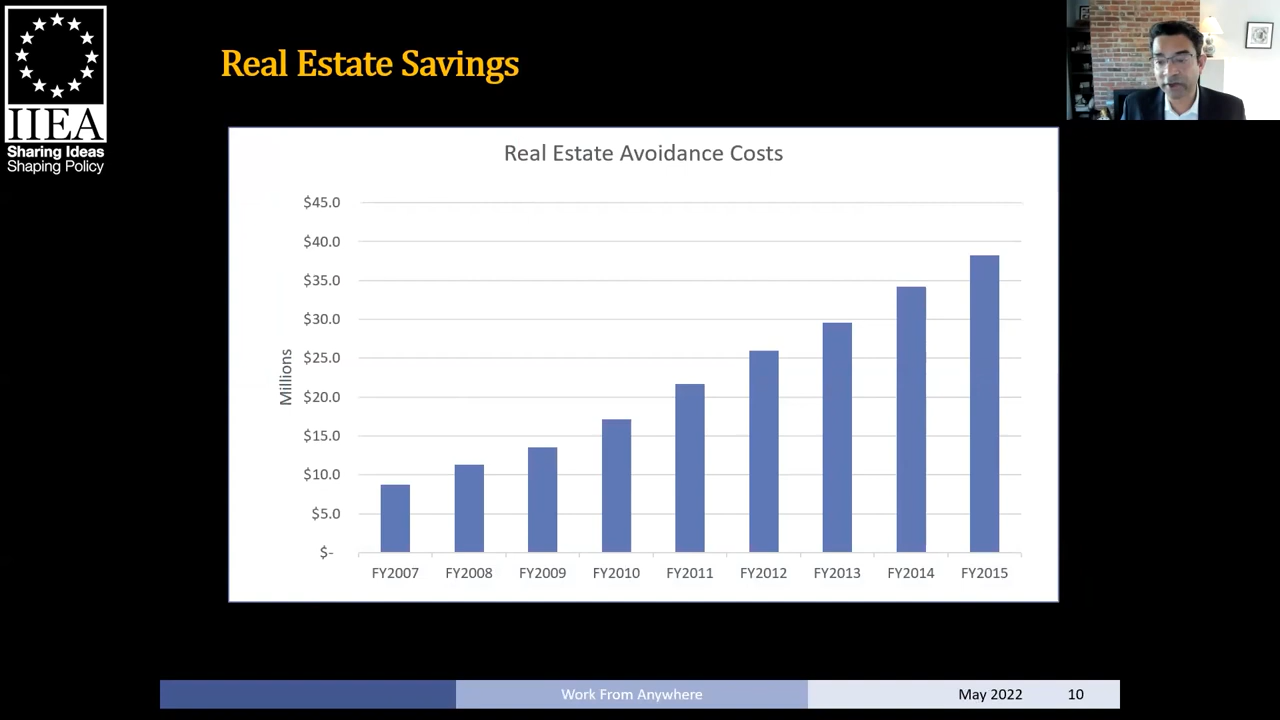 IIEA
Sharing Ideas
Shaping Policy
Real Estate Savings
Real Estate Avoidance Costs
Millions
$45.0
$40.0
$35.0
$30.0
$25.0
$20.0
$15.0
$10.0
$5.0
$-
FY2007 FY2008 FY2009 FY2010 FY2011 FY2012 FY2013 FY2014 FY2015
Work From Anywhere May 2022 10